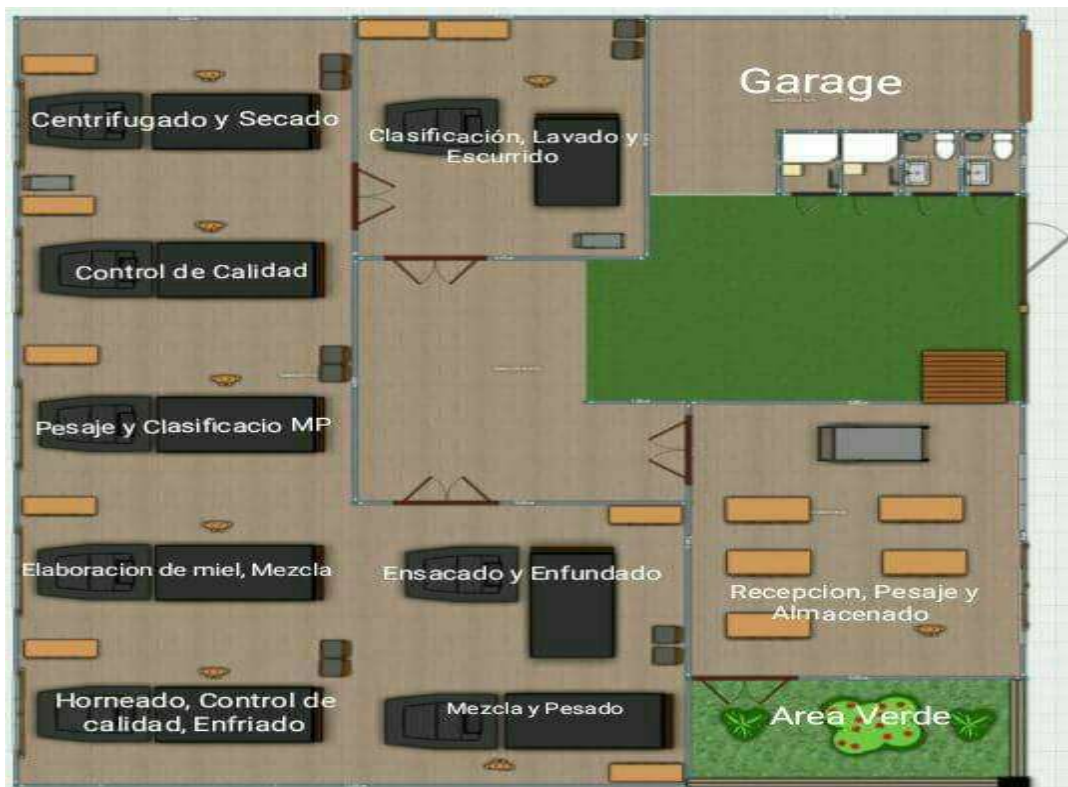 Garage
Centrifugado y Secado
Clasificación, Lavado y
Escurrido
Control de Calidad
Pesaje y Clasificacio MP
Elaboracion de miel, Mezcla
Ensacado y Enfundado
Recepcion, Pesaje y
Almacenado
Horneado, Control de
calidad, Enfriado
Mezcla y Pesado
Area Verde